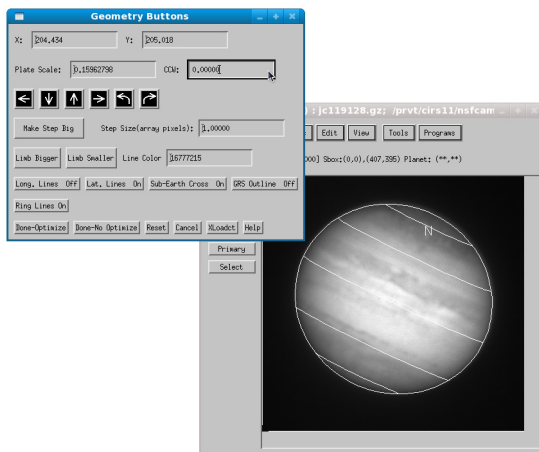 Geometry Buttons
X: 204.434 Y: 205.018
Plate Scale: 0.15962798 CCW: 0.00000
Make Step Big Step Size(array pixels): 1.00000
Limb Bigger Limb Smaller Line Color 16777215
Long. Lines Off Lat. Lines On Sub-Earth Cross On GRS Outline Off
Ring Lines On
Done-Optimize Done-No Optimize Reset Cancel XLoadct Help
: jc119128.gz; /prvt/cirs11/nsfcam
Edit View Tools Programs
000] Sbox:(0,0),(407,395) Planet: (**,**)
Primary
Select
N